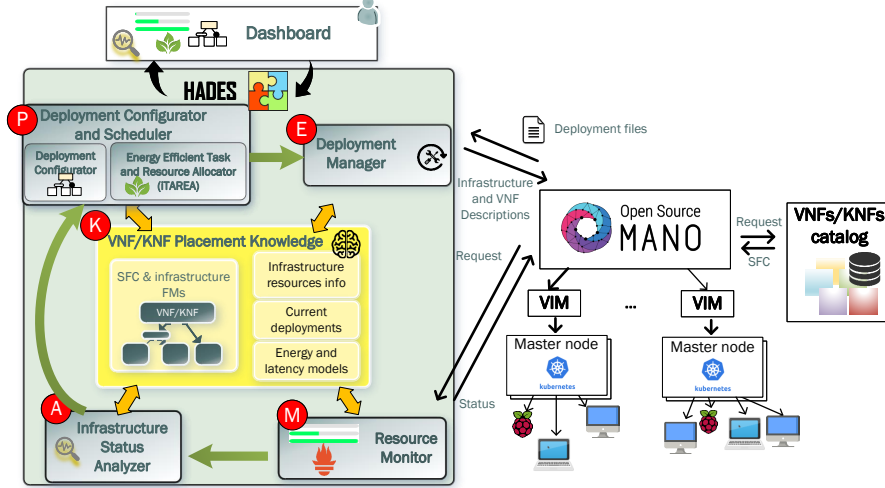 Dashboard
HADES
P
Deployment Configurator
and Scheduler
Deployment
Configurator
Energy Efficient Task
and Resource Allocator
(ITAREA)
E
Deployment
Manager
K
VNF/KNF Placement Knowledge
SFC & infrastructure
FMs
VNF/KNF
Infrastructure
resources info
Current
deployments
Energy and
latency models
A
Infrastructure
Status
Analyzer
M
Resource
Monitor
Deployment files
Infrastructure
and VNF
Descriptions
Request
Status
Open Source
MANO
Request
SFC
VNFs/KNFs
catalog
VIM
...
VIM
Master node
kubernetes
Master node
kubernetes